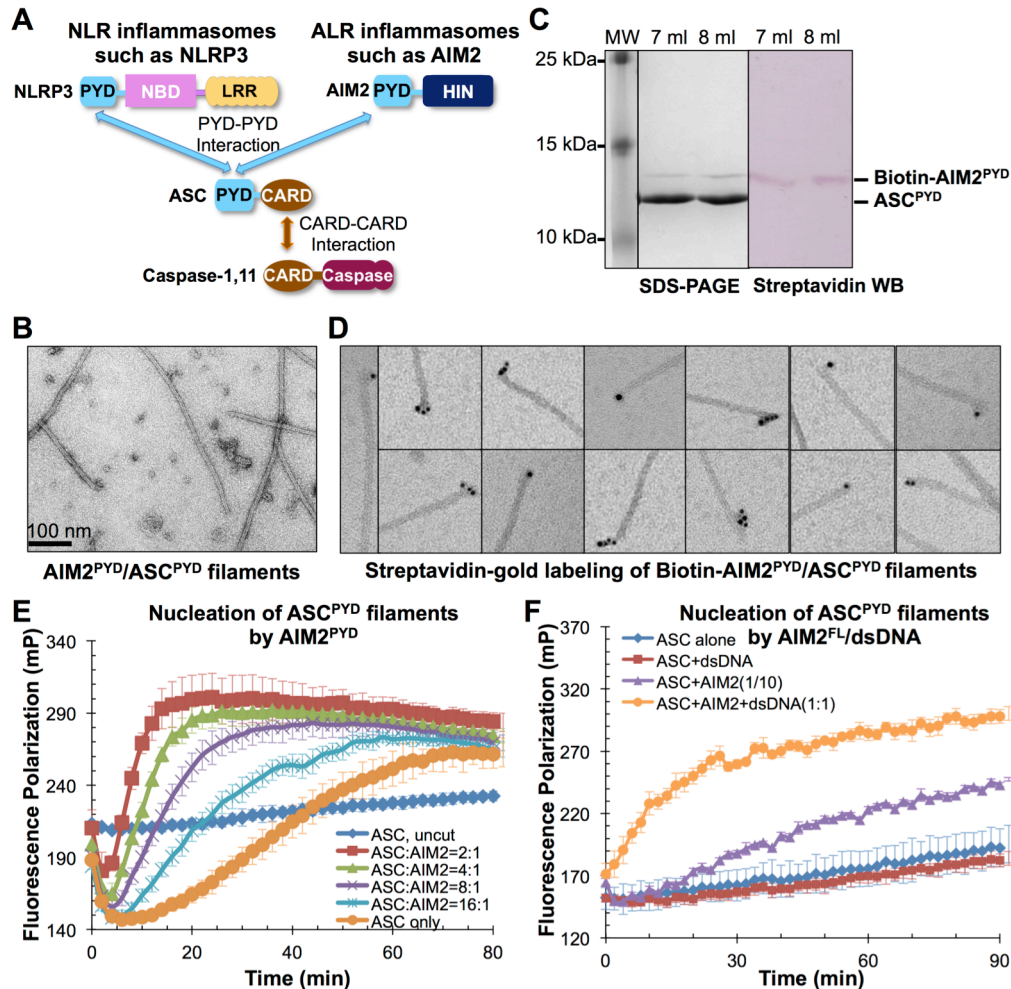 A
NLR inflammasomes
such as NLRP3
ALR inflammasomes
such as AIM2
NLRP3 PYD NBD LRR
AIM2 PYD HIN
PYD-PYD
Interaction
ASC PYD CARD
CARD-CARD
Interaction
Caspase-1,11 CARD Caspase
C
MW 7 ml 8 ml 7 ml 8 ml
25 kDa
15 kDa
10 kDa
Biotin-AIM2PYD
ASCPYD
SDS-PAGE Streptavidin WB
B
100 nm
AIM2PYD/ASCPYD filaments
D
Streptavidin-gold labeling of Biotin-AIM2PYD/ASCPYD filaments
E
Nucleation of ASCPYD filaments
by AIM2PYD
Fluorescence Polarization (mP)
340
290
240
190
140
ASC, uncut
ASC:AIM2=2:1
ASC:AIM2=4:1
ASC:AIM2=8:1
ASC:AIM2=16:1
ASC only
0 20 40 60 80
Time (min)
F
Nucleation of ASCPYD filaments
by AIM2FL/dsDNA
Fluorescence Polarization (mP)
370
320
270
220
170
120
ASC alone
ASC+dsDNA
ASC+AIM2(1/10)
ASC+AIM2+dsDNA(1:1)
0 30 60 90
Time (min)